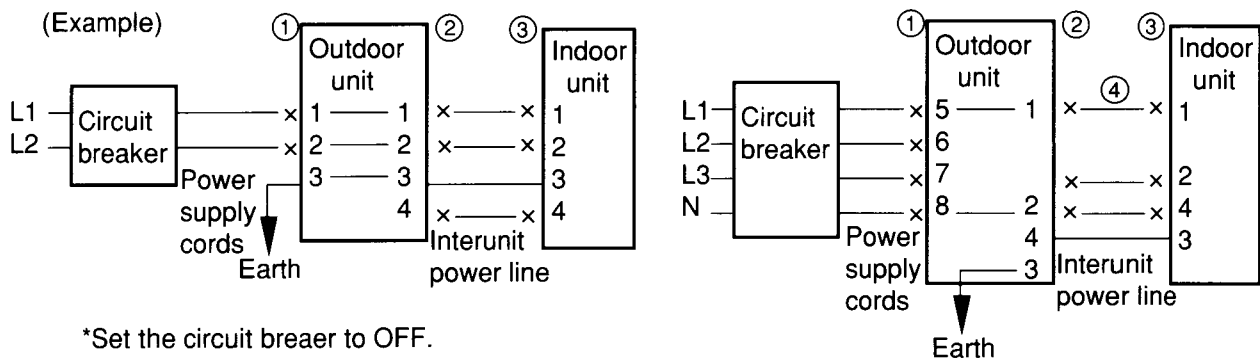 (Example)
① Outdoor unit ② ③ Indoor unit
L1
L2
Circuit breaker
1 1 1
2 2 2
3 3 3
4 4
Power supply cords
Earth
Interunit power line
*Set the circuit breaer to OFF.
① Outdoor unit ② ③ Indoor unit
④
L1
L2
L3
N
Circuit breaker
5 1 1
6
7 2
8 2 4
4 3
3
Power supply cords
Interunit power line
Earth